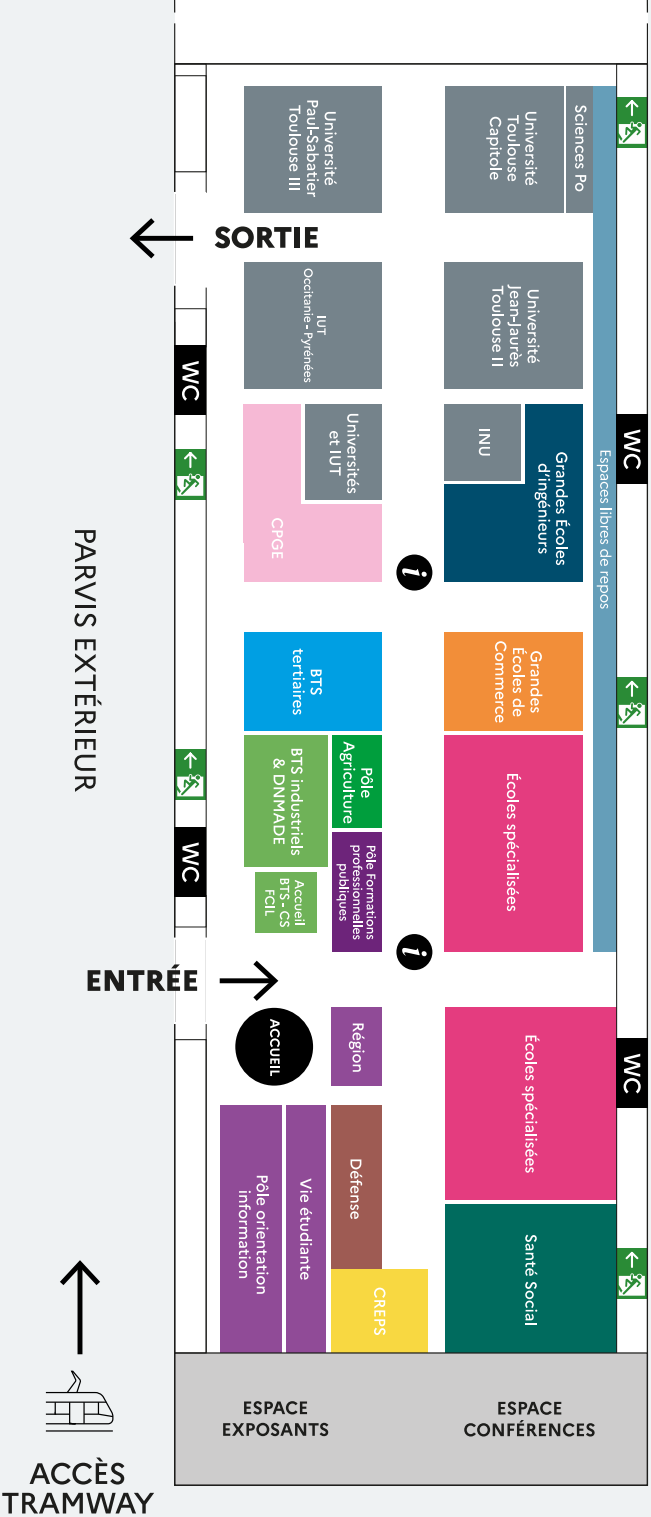 Université
Paul-Sabatier
Toulouse III
Université
Toulouse
Capitole
Sciences Po
SORTIE
IUT
Occitanie - Pyrénées
Université
Jean-Jaurès
Toulouse II
WC
Universités
et IUT
INU
Grandes Écoles
d'ingénieurs
WC
Espaces libres de repos
CPGE
i
PARVIS EXTÉRIEUR
BTS
tertiaires
Grandes
Écoles de
Commerce
BTS industriels
& DNMADE
Pôle
Agriculture
Écoles spécialisées
WC
Accueil
BTS - CS
FCIL
Pôle Formations
professionnelles
publiques
i
ENTRÉE
ACCUEIL
Région
Écoles spécialisées
WC
Pôle orientation
information
Vie étudiante
Défense
CREPS
Santé Social
ESPACE
EXPOSANTS
ESPACE
CONFÉRENCES
ACCÈS
TRAMWAY